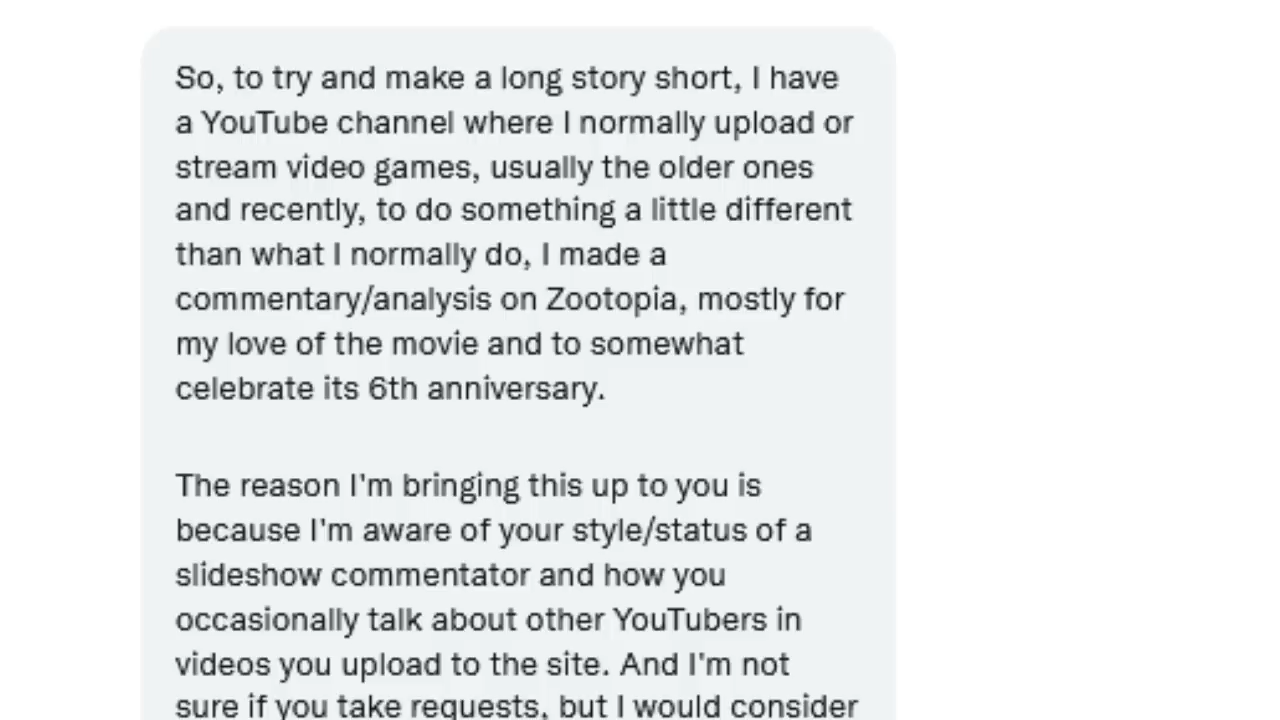 So, to try and make a long story short, I have
a YouTube channel where I normally upload or
stream video games, usually the older ones
and recently, to do something a little different
than what I normally do, I made a
commentary/analysis on Zootopia, mostly for
my love of the movie and to somewhat
celebrate its 6th anniversary.
The reason I'm bringing this up to you is
because I'm aware of your style/status of a
slideshow commentator and how you
occasionally talk about other YouTubers in
videos you upload to the site. And I'm not
sure if you take requests, but I would consider